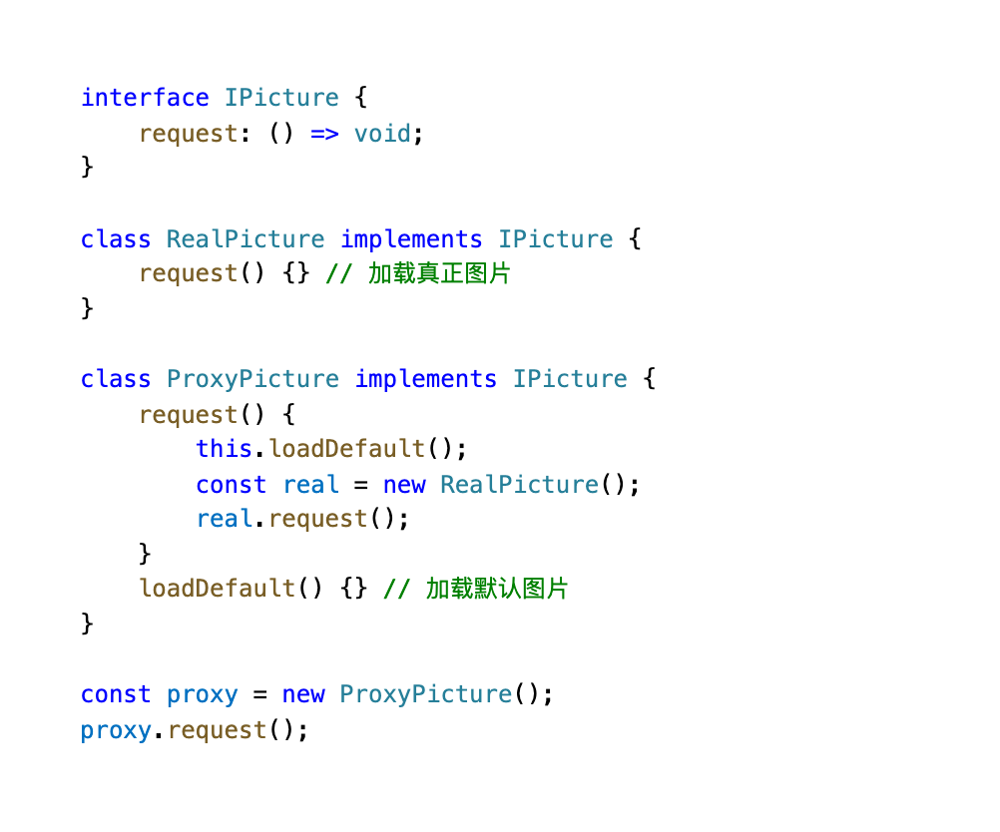 interface IPicture {
    request: () => void;
}

class RealPicture implements IPicture {
    request() {} // 加载真正图片
}

class ProxyPicture implements IPicture {
    request() {
        this.loadDefault();
        const real = new RealPicture();
        real.request();
    }
    loadDefault() {} // 加载默认图片
}

const proxy = new ProxyPicture();
proxy.request();